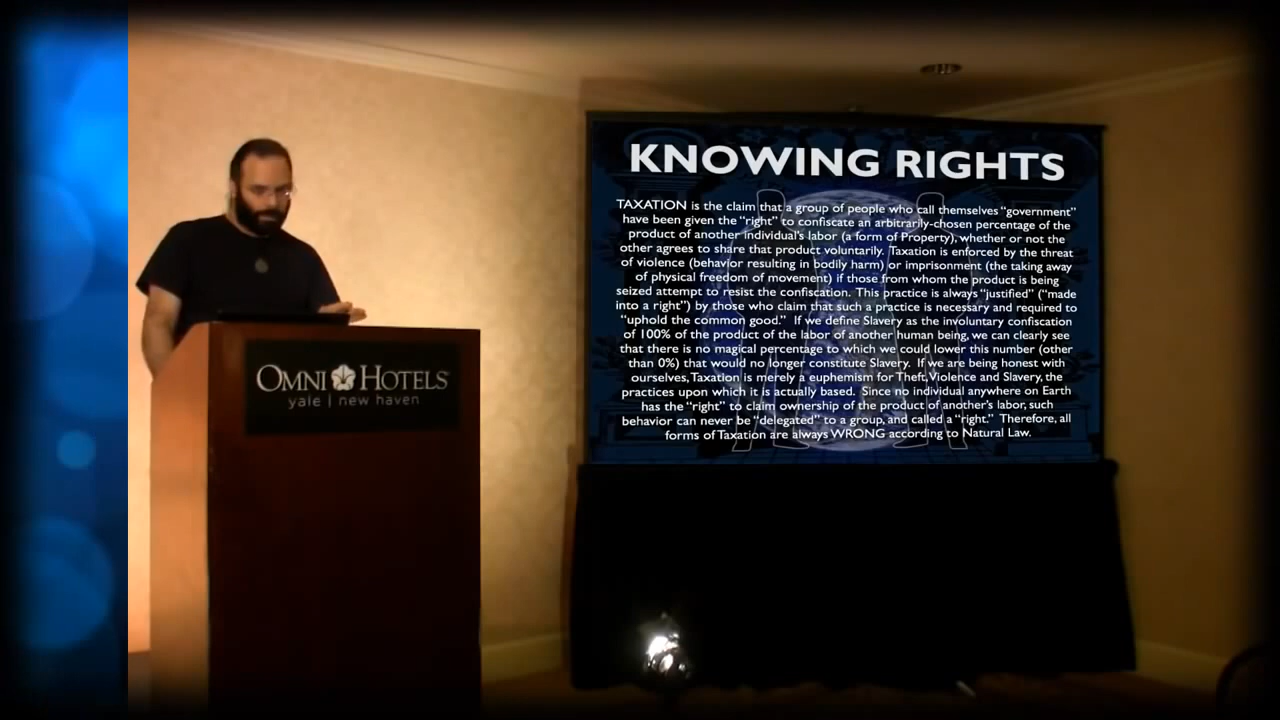 KNOWING RIGHTS
TAXATION is the claim that a group of people who call themselves “government”
have been given the “right” to confiscate an arbitrarily-chosen percentage of the
product of another individual's labor (a form of Property), whether or not the
other agrees to share that product voluntarily. Taxation is enforced by the threat
of violence (behavior resulting in bodily harm) or imprisonment (the taking away
of physical freedom of movement) if those from whom the product is being
seized attempt to resist the confiscation. This practice is always “justified” (“made
into a right”) by those who claim that such a practice is necessary and required to
“uphold the common good.” If we define Slavery as the involuntary confiscation
of 100% of the product of the labor of another human being, we can clearly see
that there is no magical percentage to which we could lower this number (other
than 0%) that would no longer constitute Slavery. If we are being honest with
ourselves, Taxation is merely a euphemism for Theft, Violence and Slavery, the
practices upon which it is actually based. Since no individual anywhere on Earth
has the “right” to claim ownership of the product of another's labor, such
behavior can never be “delegated” to a group, and called a “right.” Therefore, all
forms of Taxation are always WRONG according to Natural Law.
OMNI HOTELS
yale | new haven